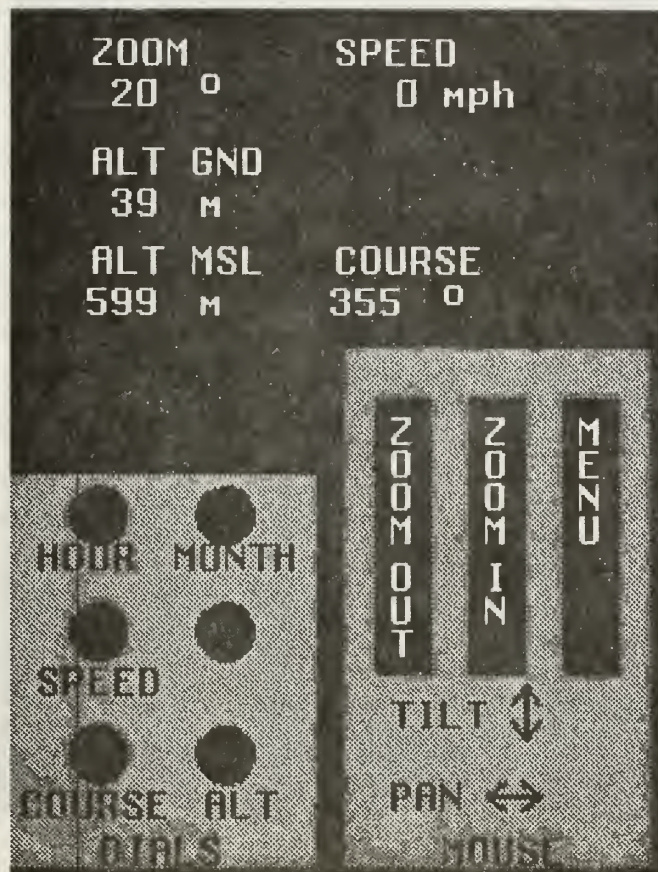 ZOOM SPEED
20 ° 0 mph
ALT GND
39 M
ALT MSL COURSE
599 M 355 °
ZOOM OUT
ZOOM IN
MENU
HOUR MONTH
SPEED
TILT ↕
COURSE ALT
PAN ↔
DIALS MOUSE